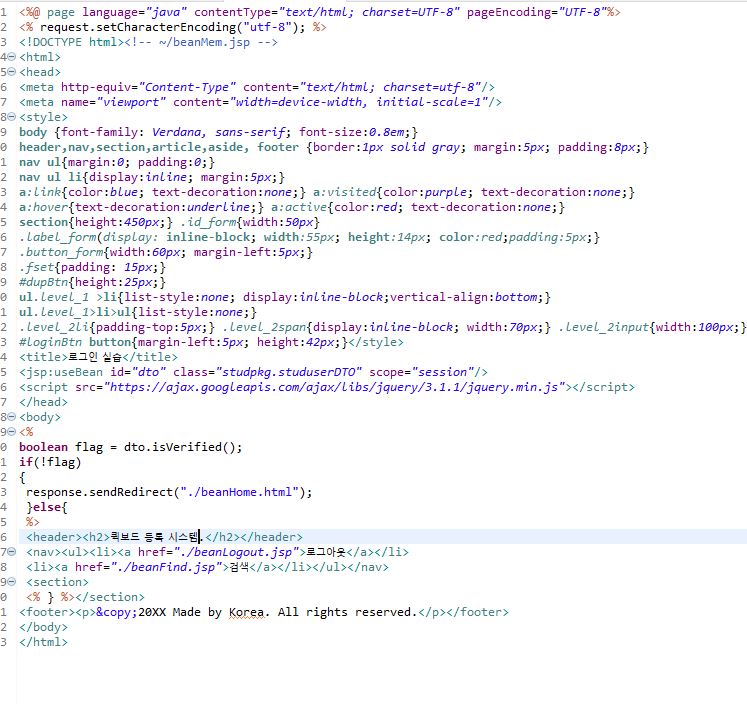 1 <%@ page language="java" contentType="text/html; charset=UTF-8" pageEncoding="UTF-8"%>
2 <% request.setCharacterEncoding("utf-8"); %>
3 <!DOCTYPE html><!-- ~/beanMem.jsp -->
4 <html>
5 <head>
6 <meta http-equiv="Content-Type" content="text/html; charset=utf-8"/>
7 <meta name="viewport" content="width=device-width, initial-scale=1"/>
8 <style>
9 body {font-family: Verdana, sans-serif; font-size:0.8em;}
0 header,nav,section,article,aside, footer {border:1px solid gray; margin:5px; padding:8px;}
1 nav ul{margin:0; padding:0;}
2 nav ul li{display:inline; margin:5px;}
3 a:link{color:blue; text-decoration:none;} a:visited{color:purple; text-decoration:none;}
4 a:hover{text-decoration:underline;} a:active{color:red; text-decoration:none;}
5 section{height:450px;} .id_form{width:50px}
6 .label_form(display: inline-block; width:55px; height:14px; color:red;padding:5px;}
7 .button_form{width:60px; margin-left:5px;}
8 .fset{padding: 15px;}
9 #dupBtn{height:25px;}
0 ul.level_1 >li{list-style:none; display:inline-block;vertical-align:bottom;}
1 ul.level_1>li>ul{list-style:none;}
2 .level_2li{padding-top:5px;} .level_2span{display:inline-block; width:70px;} .level_2input{width:100px;}
3 #loginBtn button{margin-left:5px; height:42px;}</style>
4 <title>로그인 실습</title>
5 <jsp:useBean id="dto" class="studpkg.studuserDTO" scope="session"/>
6 <script src="https://ajax.googleapis.com/ajax/libs/jquery/3.1.1/jquery.min.js"></script>
7 </head>
8 <body>
9 <%
0 boolean flag = dto.isVerified();
1 if(!flag)
2 {
3 response.sendRedirect("./beanHome.html");
4 }else{
5 %>
6 <header><h2>퀵보드 등록 시스템.</h2></header>
7 <nav><ul><li><a href="./beanLogout.jsp">로그아웃</a></li>
8 <li><a href="./beanFind.jsp">검색</a></li></ul></nav>
9 <section>
0 <% } %></section>
1 <footer><p>&copy;20XX Made by Korea. All rights reserved.</p></footer>
2 </body>
3 </html>